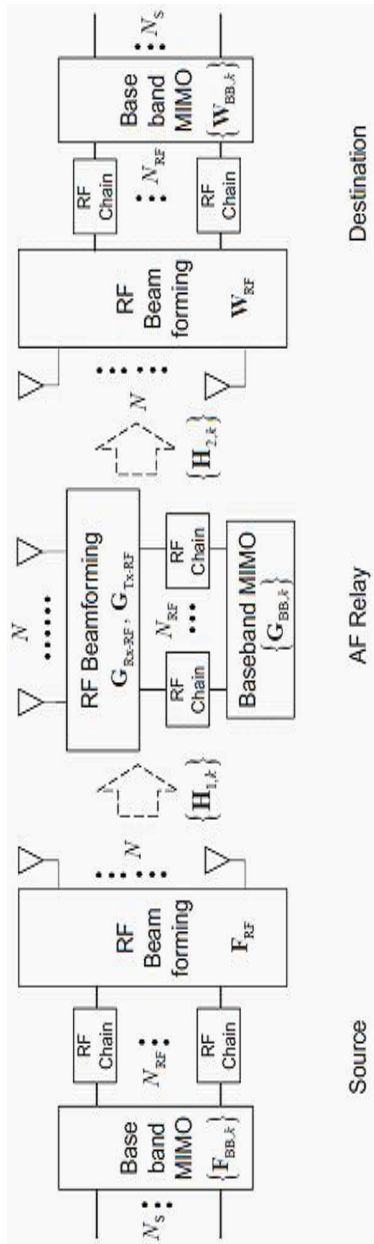 N_S
Base
band
MIMO
{F_BB,k}
RF
Chain
N_RF
RF
Chain
RF
Beam
forming
F_RF
N
{H_1,k}
N
RF Beamforming
G_Rx-RF, G_Tx-RF
RF
Chain
N_RF
RF
Chain
Baseband MIMO
{G_BB,k}
{H_2,k}
N
RF
Beam
forming
W_RF
RF
Chain
N_RF
RF
Chain
Base
band
MIMO
{W_BB,k}
N_S
Source
AF Relay
Destination